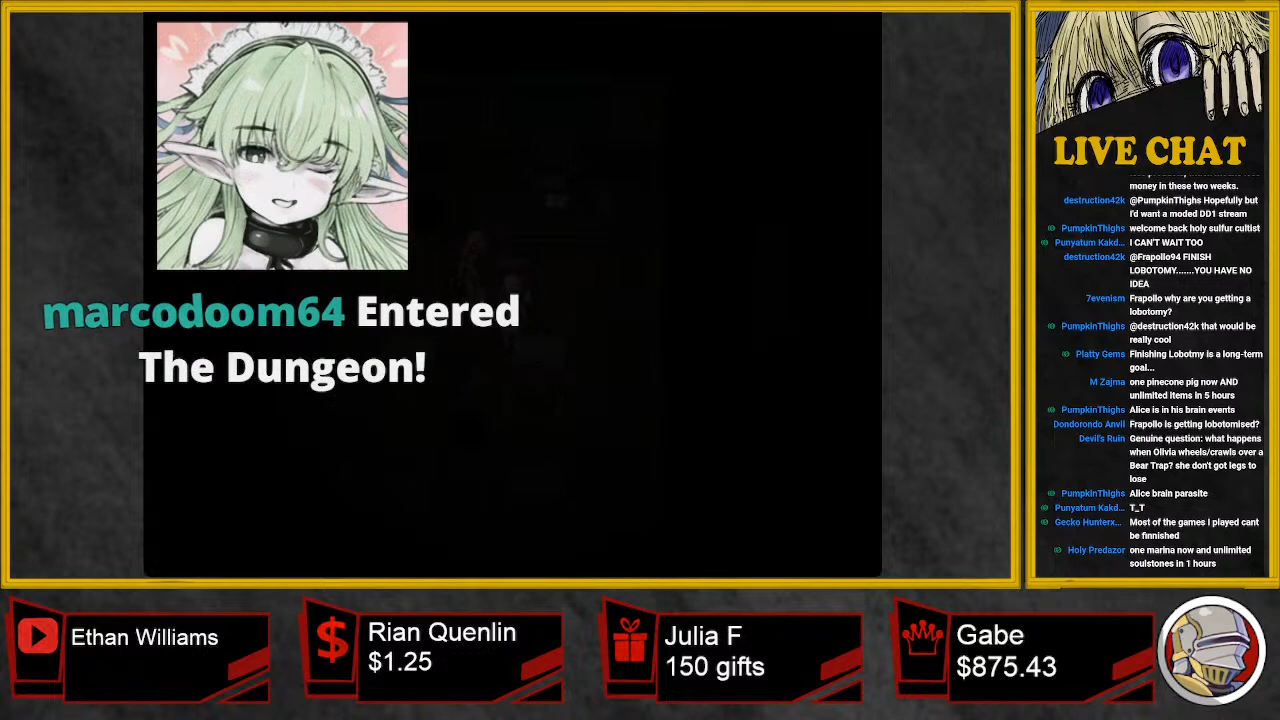 marcodoom64 Entered
The Dungeon!
LIVE CHAT
money in these two weeks.
destruction42k @PumpkinThighs Hopefully but
I'd want a moded DD1 stream
PumpkinThighs welcome back holy sulfur cultist
Punyatum Kakd... I CAN'T WAIT TOO
destruction42k @Frapollo94 FINISH
LOBOTOMY.......YOU HAVE NO
IDEA
7evenism Frapollo why are you getting a
lobotomy?
PumpkinThighs @destruction42k that would be
really cool
Platty Gems Finishing Lobotmy is a long-term
goal...
M Zajma one pinecone pig now AND
unlimited items in 5 hours
PumpkinThighs Alice is in his brain events
Dondorondo Anvil Frapollo is getting lobotomised?
Devil's Ruin Genuine question: what happens
when Olivia wheels/crawls over a
Bear Trap? she don't got legs to
lose
PumpkinThighs Alice brain parasite
Punyatum Kakd... T_T
Gecko Hunterx... Most of the games I played cant
be finnished
Holy Predazor one marina now and unlimited
soulstones in 1 hours
Ethan Williams
Rian Quenlin
$1.25
Julia F
150 gifts
Gabe
$875.43